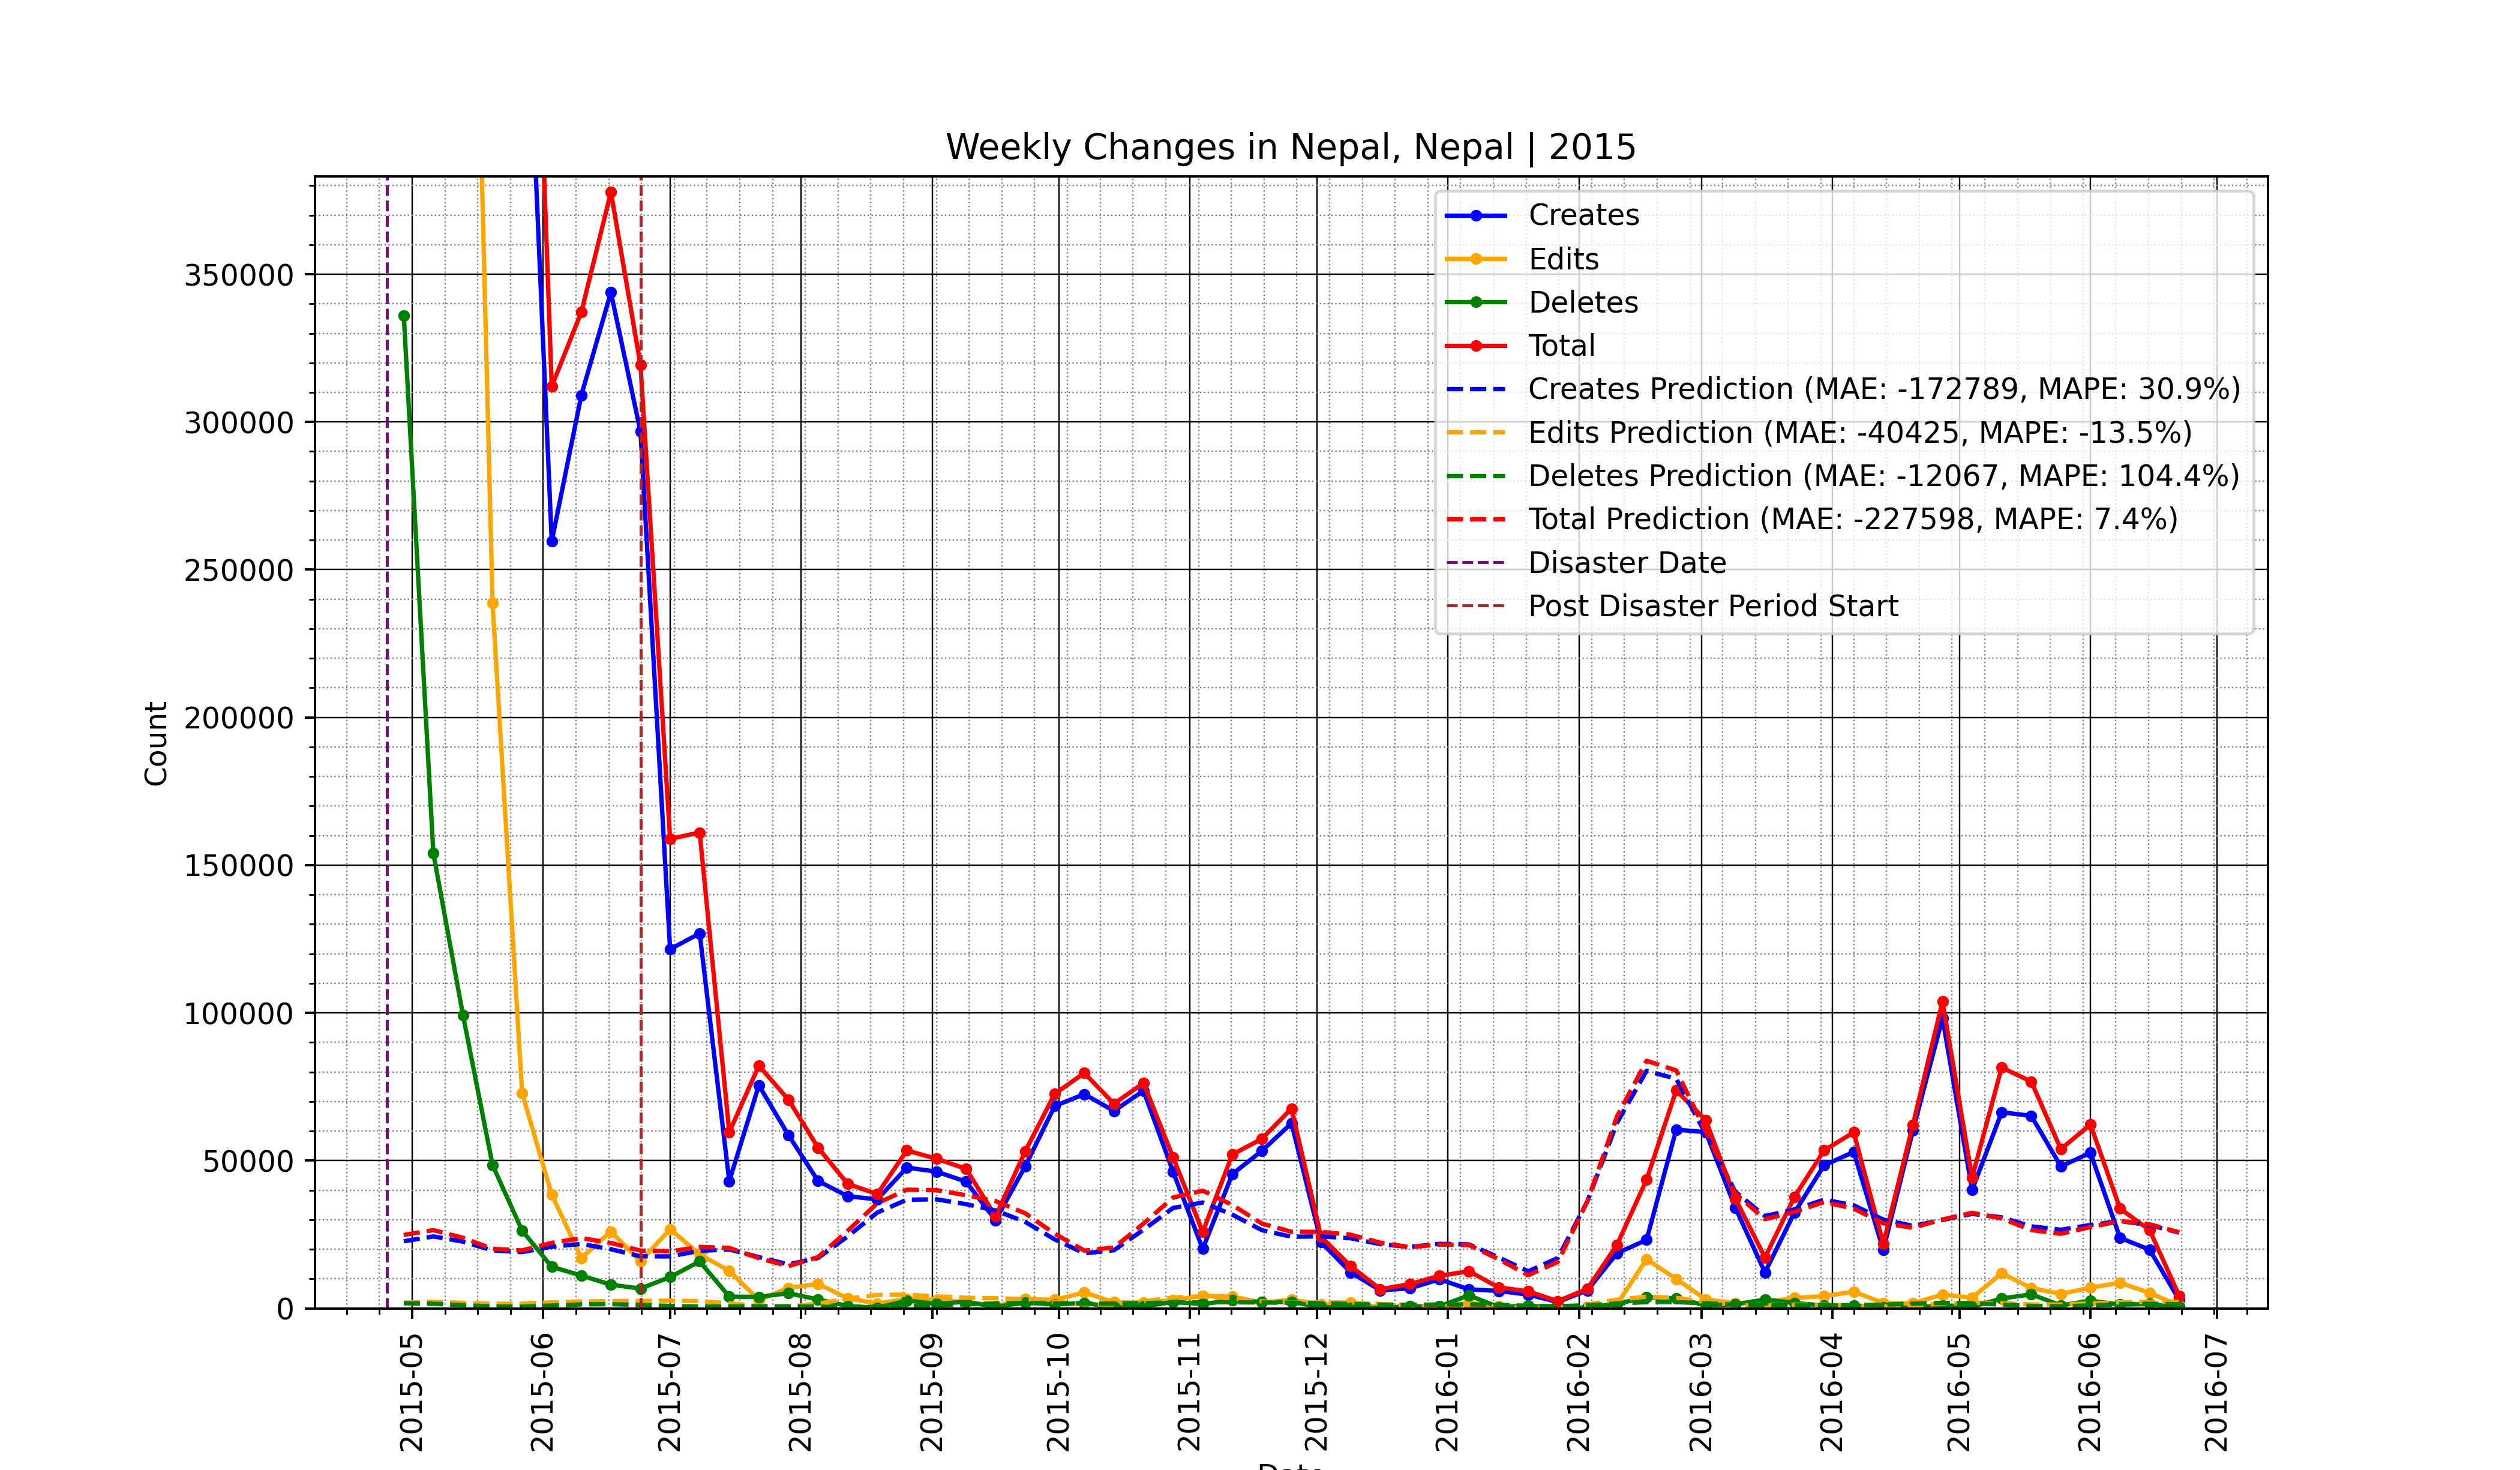 Weekly Changes in Nepal, Nepal | 2015
Creates
Edits
Deletes
Total
Creates Prediction (MAE: -172789, MAPE: 30.9%)
Edits Prediction (MAE: -40425, MAPE: -13.5%)
Deletes Prediction (MAE: -12067, MAPE: 104.4%)
Total Prediction (MAE: -227598, MAPE: 7.4%)
Disaster Date
Post Disaster Period Start
Count
350000
300000
250000
200000
150000
100000
50000
0
2015-05
2015-06
2015-07
2015-08
2015-09
2015-10
2015-11
2015-12
2016-01
2016-02
2016-03
2016-04
2016-05
2016-06
2016-07